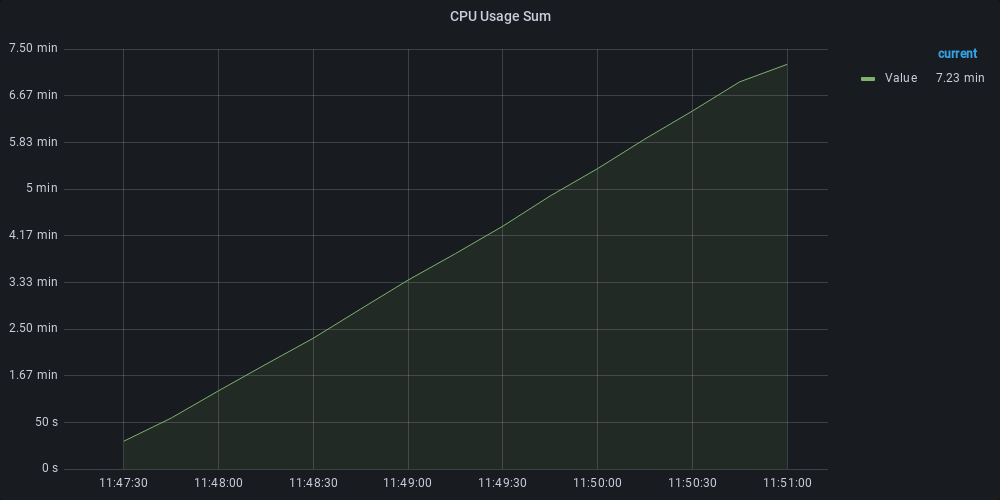 CPU Usage Sum
7.50 min
6.67 min
5.83 min
5 min
4.17 min
3.33 min
2.50 min
1.67 min
50 s
0 s
11:47:30 11:48:00 11:48:30 11:49:00 11:49:30 11:50:00 11:50:30 11:51:00
current
Value 7.23 min